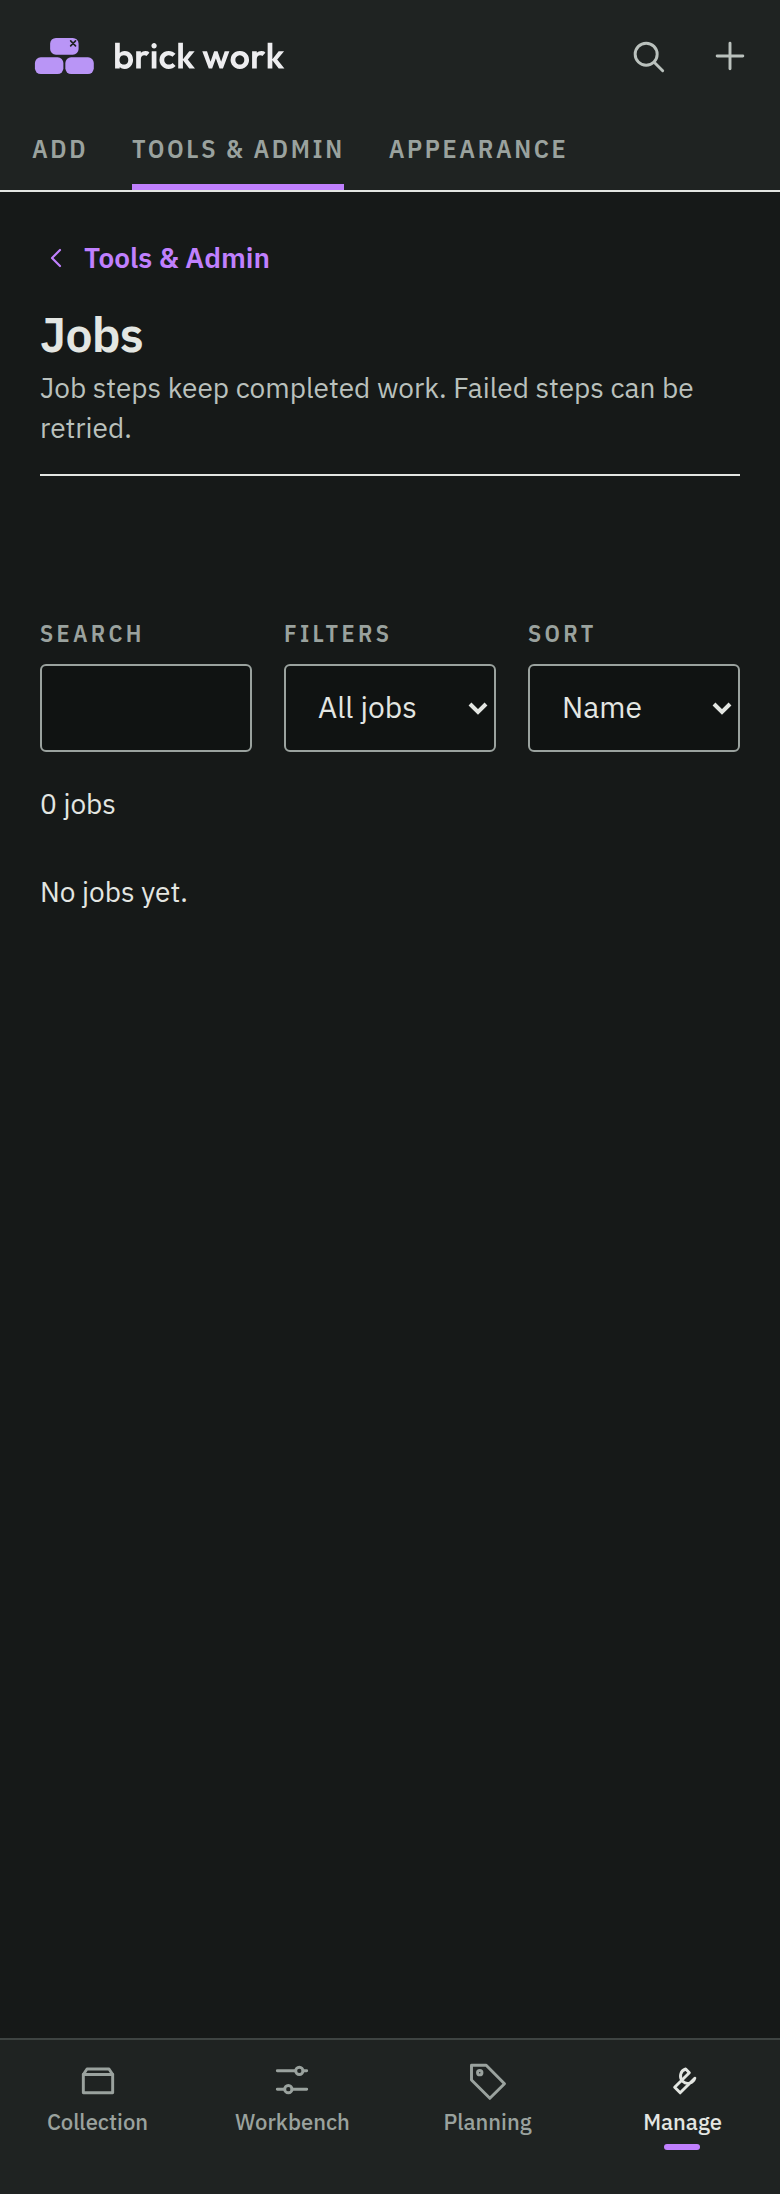 brick work
ADD TOOLS & ADMIN APPEARANCE
Tools & Admin
Jobs
Job steps keep completed work. Failed steps can be
retried.
SEARCH FILTERS SORT
All jobs Name
0 jobs
No jobs yet.
Collection Workbench Planning Manage